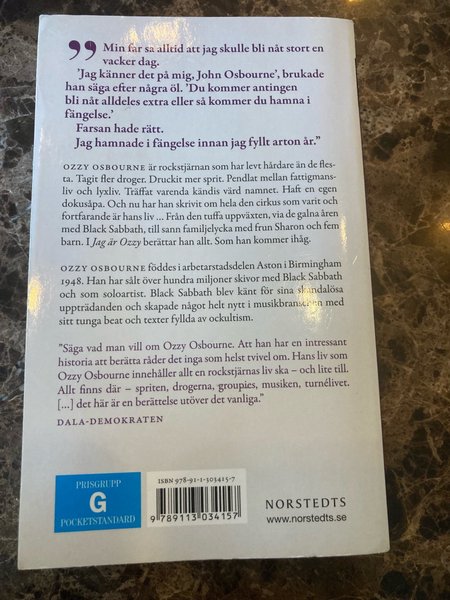 ”Min far sa alltid att jag skulle bli nåt stort en
vacker dag.
'Jag känner det på mig, John Osbourne', brukade
han säga efter några öl. 'Du kommer antingen
bli nåt alldeles extra eller så kommer du hamna i
fängelse.'
Farsan hade rätt.
Jag hamnade i fängelse innan jag fyllt arton år.”
OZZY OSBOURNE är rockstjärnan som har levt hårdare än de fles-
ta. Tagit fler droger. Druckit mer sprit. Pendlat mellan fattigmans-
liv och lyxliv. Träffat varenda kändis värd namnet. Haft en egen
dokusåpa. Och nu har han skrivit om hela den cirkus som varit och
fortfarande är hans liv ... Från den tuffa uppväxten, via de galna åren
med Black Sabbath, till sann familjelycka med frun Sharon och fem
barn. I Jag är Ozzy berättar han allt. Som han kommer ihåg.
OZZY OSBOURNE föddes i arbetarstadsdelen Aston i Birmingham
1948. Han har sålt över hundra miljoner skivor med Black Sabbath
och som soloartist. Black Sabbath blev känt för sina skandalösa
uppträdanden och skapade något helt nytt i musikbranschen med
sitt tunga beat och texter fyllda av ockultism.
”Säga vad man vill om Ozzy Osbourne. Att han har en intressant
historia att berätta råder det inga som helst tvivel om. Hans liv som
Ozzy Osbourne innehåller allt en rockstjärnas liv ska – och lite till.
Allt finns där – spriten, drogerna, groupies, musiken, turnélivet.
[...] det här är en berättelse utöver det vanliga.”
DALA-DEMOKRATEN
PRISGRUPP
G
POCKETSTANDARD
ISBN 978-91-1-303415-7
9 789113 034157
NORSTEDTS
www.norstedts.se